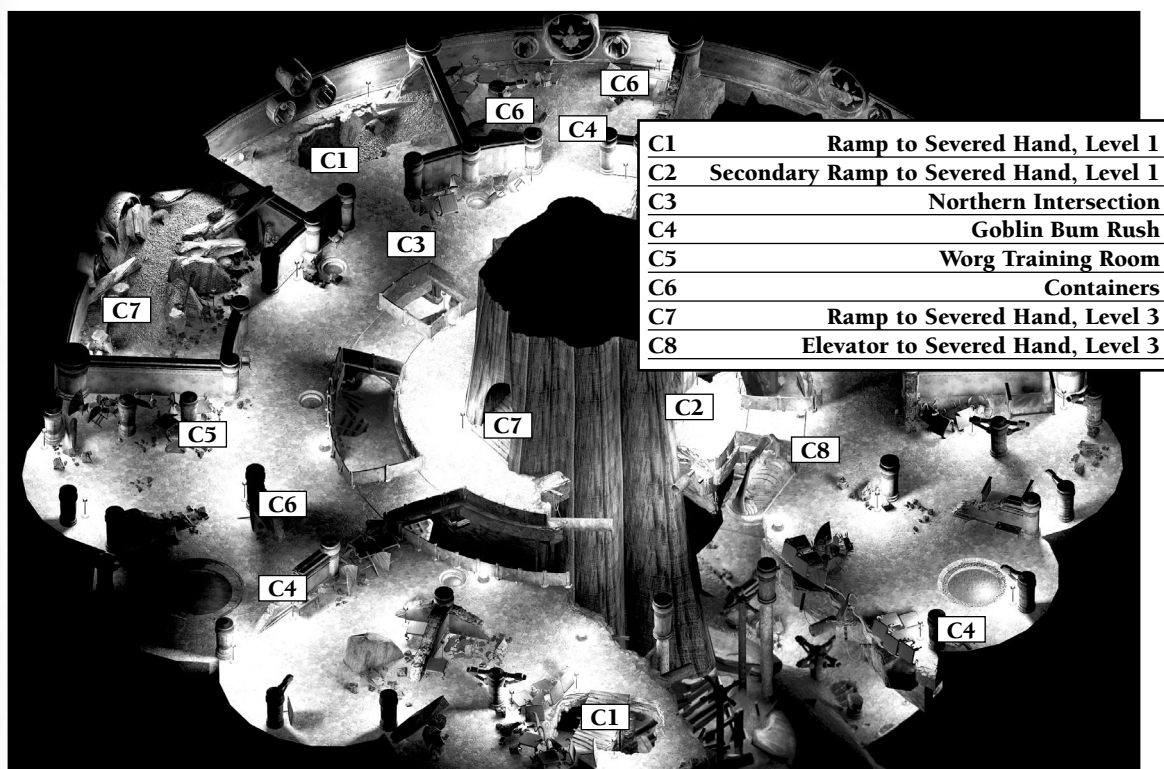 C6
C6
C4
C1
C1 Ramp to Severed Hand, Level 1
C2 Secondary Ramp to Severed Hand, Level 1
C3 Northern Intersection
C4 Goblin Bum Rush
C5 Worg Training Room
C6 Containers
C7 Ramp to Severed Hand, Level 3
C8 Elevator to Severed Hand, Level 3
C3
C7
C2
C7
C5
C8
C6
C4
C4
C1